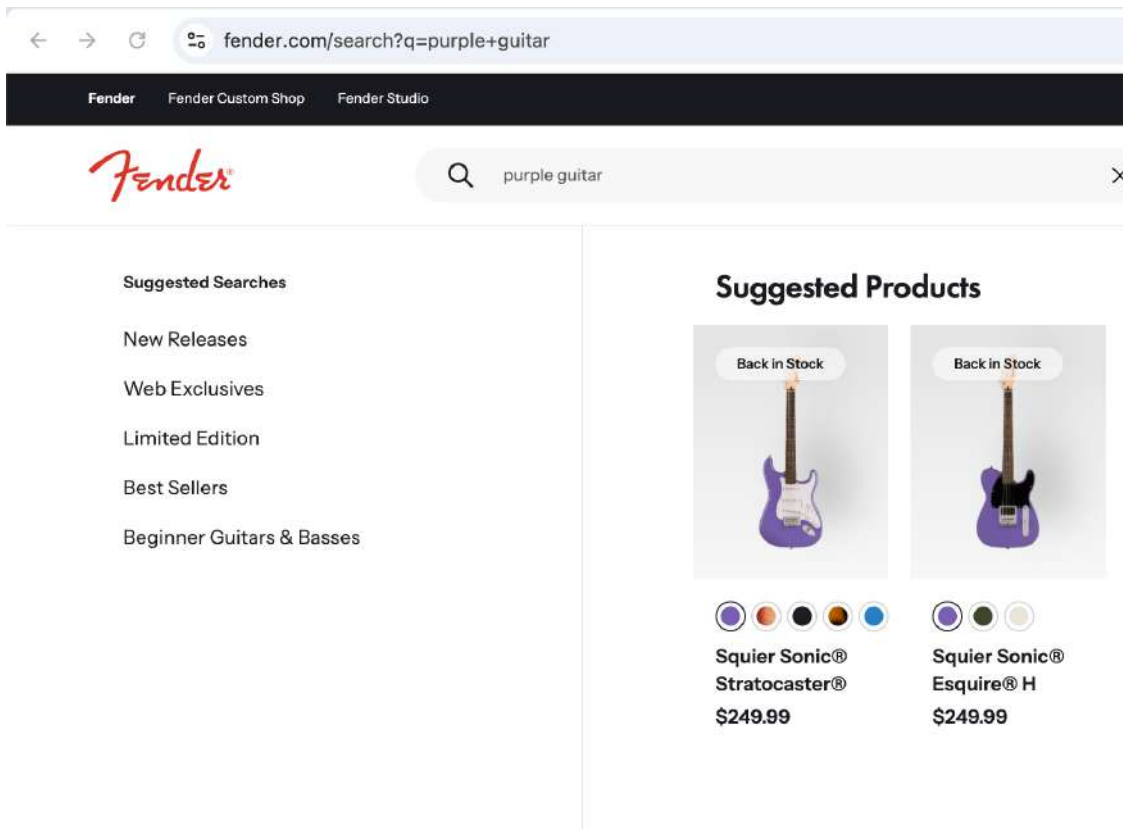 fender.com/search?q=purple+guitar
Fender Fender Custom Shop Fender Studio
Fender®
purple guitar
Suggested Searches
New Releases
Web Exclusives
Limited Edition
Best Sellers
Beginner Guitars & Basses
Suggested Products
Back in Stock
Back in Stock
Squier Sonic®
Stratocaster®
$249.99
Squier Sonic®
Esquire® H
$249.99